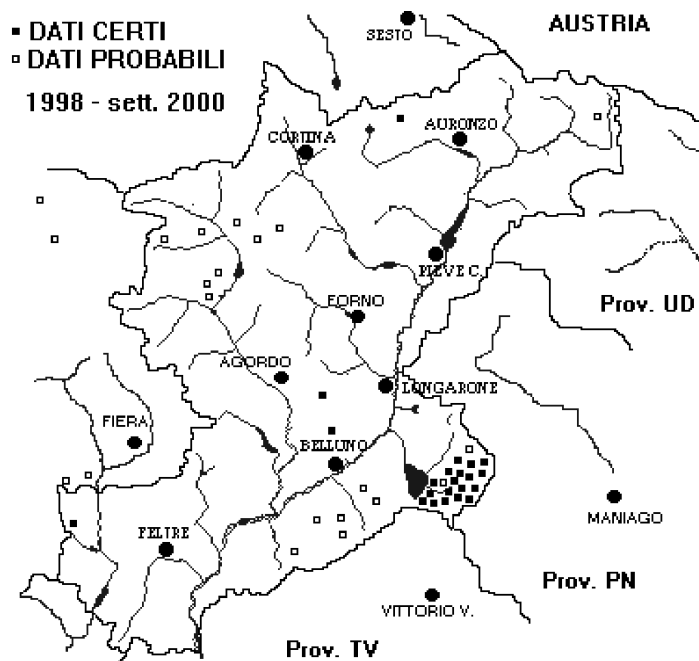 DATI CERTI
DATI PROBABILI
1998 - sett. 2000
SESTO
AUSTRIA
CORTINA
AURONZO
PIEVE C.
Prov. UD
FORNO
AGORDO
LONGARONE
FIERA
BELLUNO
MANIAGO
FELTRE
Prov. PN
VITTORIO V.
Prov. TV